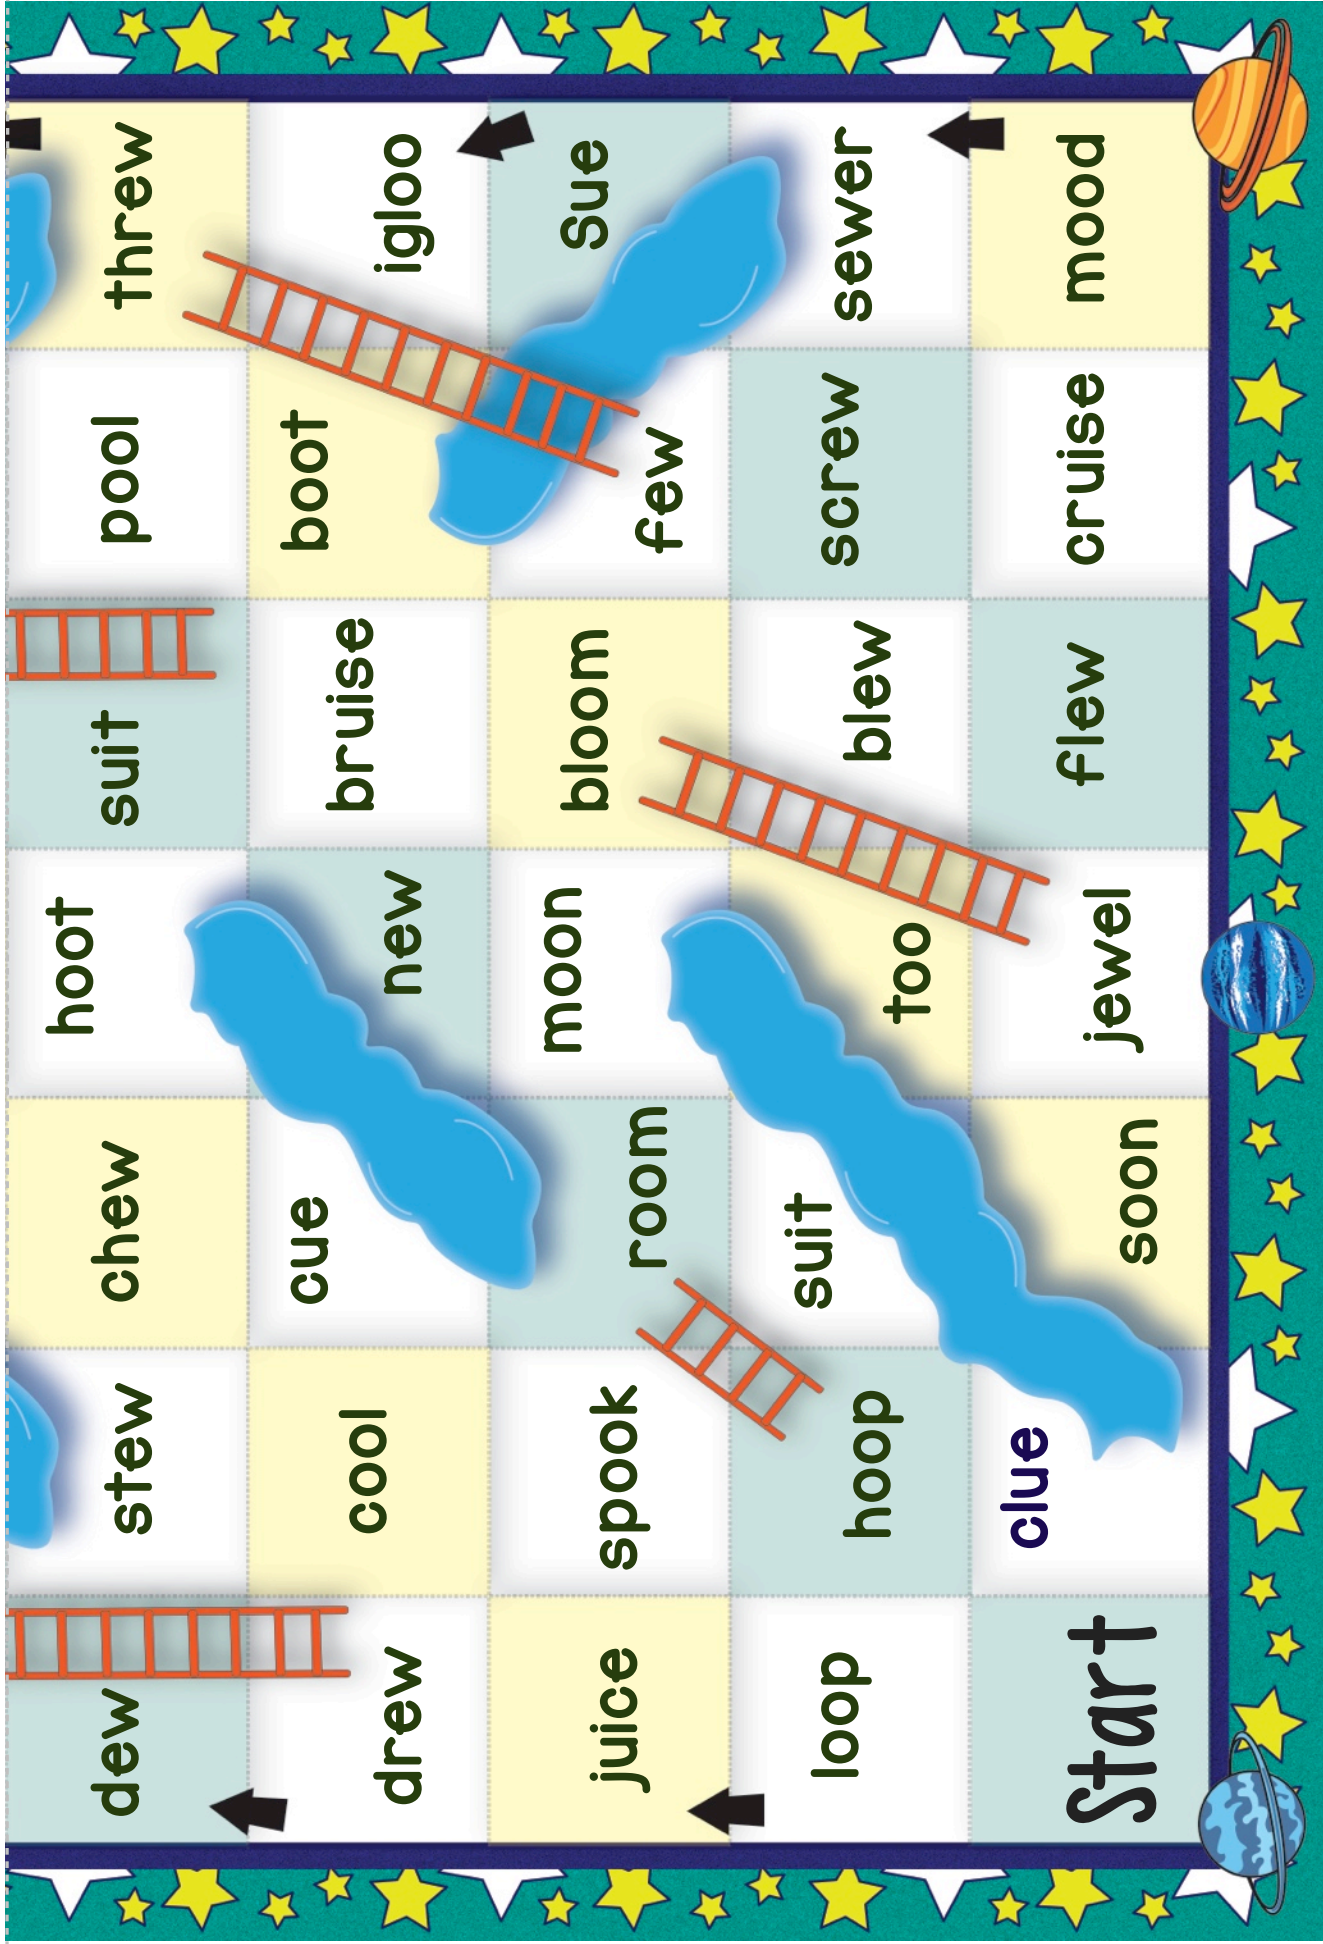 dew stew chew hoot suit pool threw
drew cool cue new bruise boot igloo
juice spook room moon bloom few Sue
loop hoop suit too blew screw sewer
Start clue soon jewel flew cruise mood